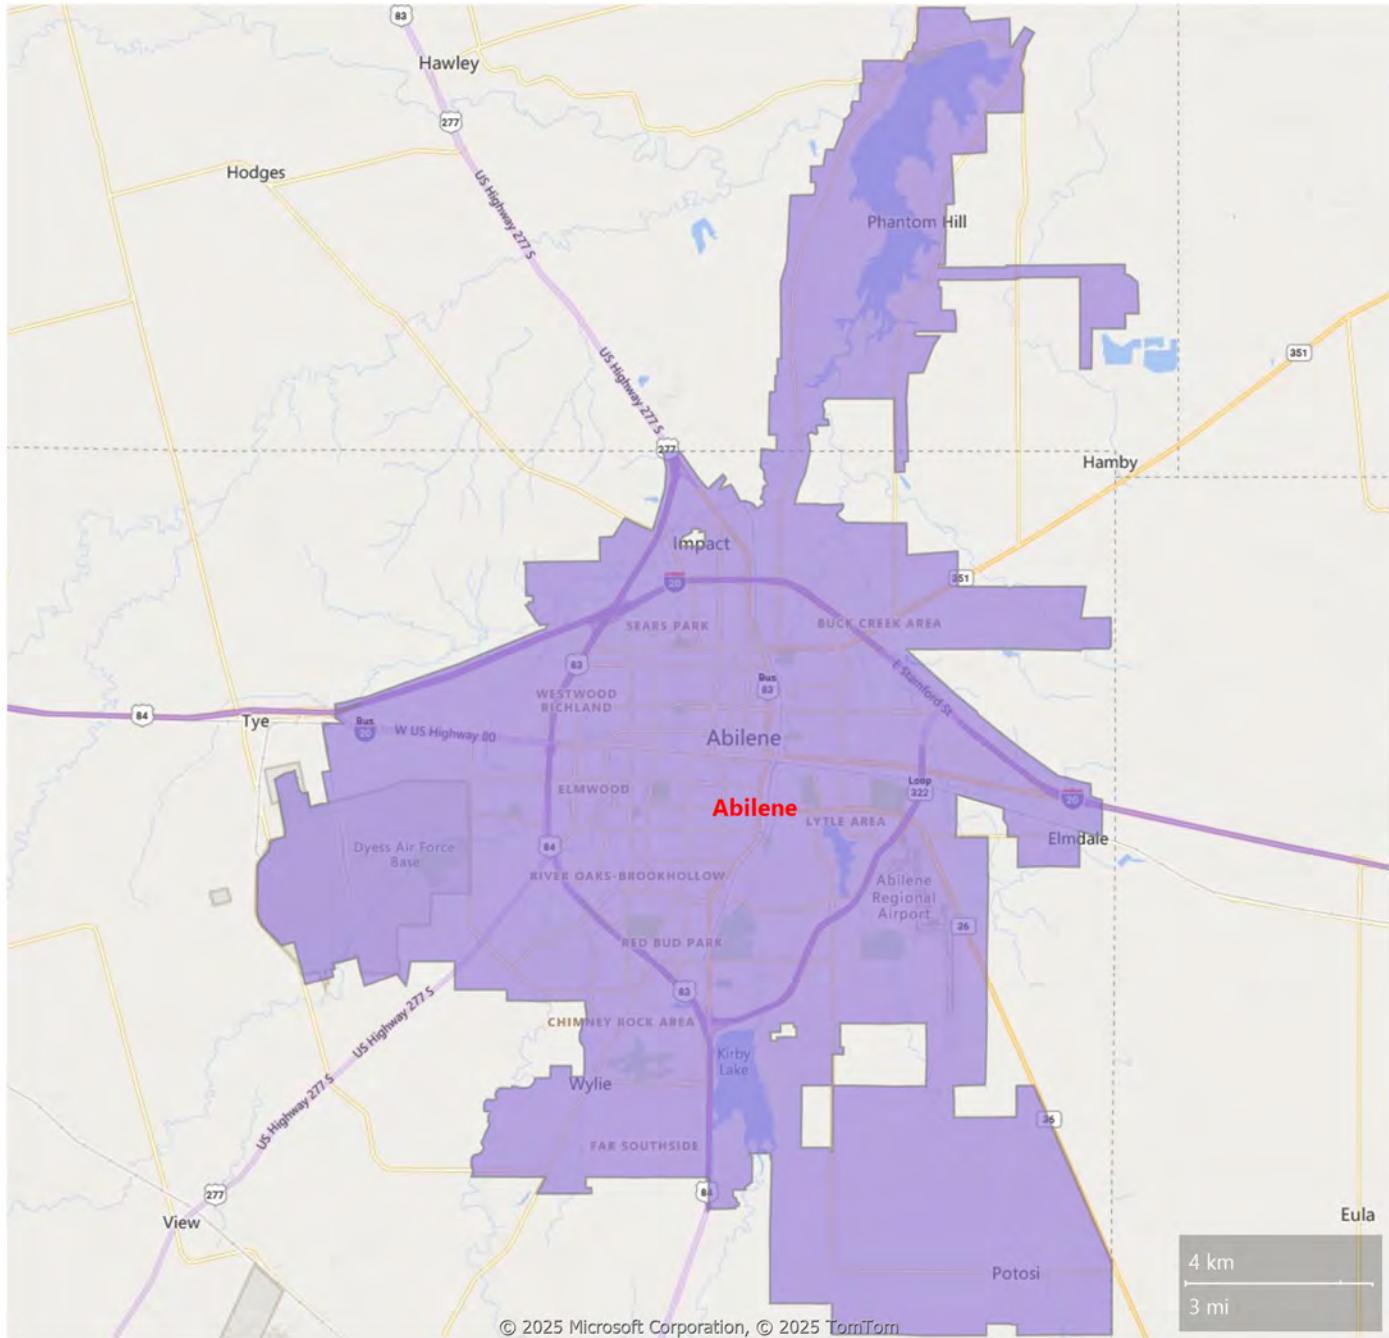 83
Hawley
277
Hodges
US Highway 277 S
Phantom Hill
US Highway 277 S
351
277
Hamby
Impact
20
351
SEARS PARK
BUCK CREEK AREA
83
E Stamford St
Bus
83
WESTWOOD
RICHLAND
84
Tye
Bus
20
W US Highway 80
Abilene
ELMWOOD
Loop
322
20
Abilene
LYTLE AREA
Elmdale
Dyess Air Force
Base
84
RIVER OAKS-BROOKHOLLOW
Abilene
Regional
Airport
36
RED BUD PARK
83
US Highway 277 S
CHIMNEY ROCK AREA
Kirby
Lake
Wylie
US Highway 277 S
36
FAR SOUTHSIDE
277
84
View
Eula
Potosi
4 km
3 mi
© 2025 Microsoft Corporation, © 2025 TomTom